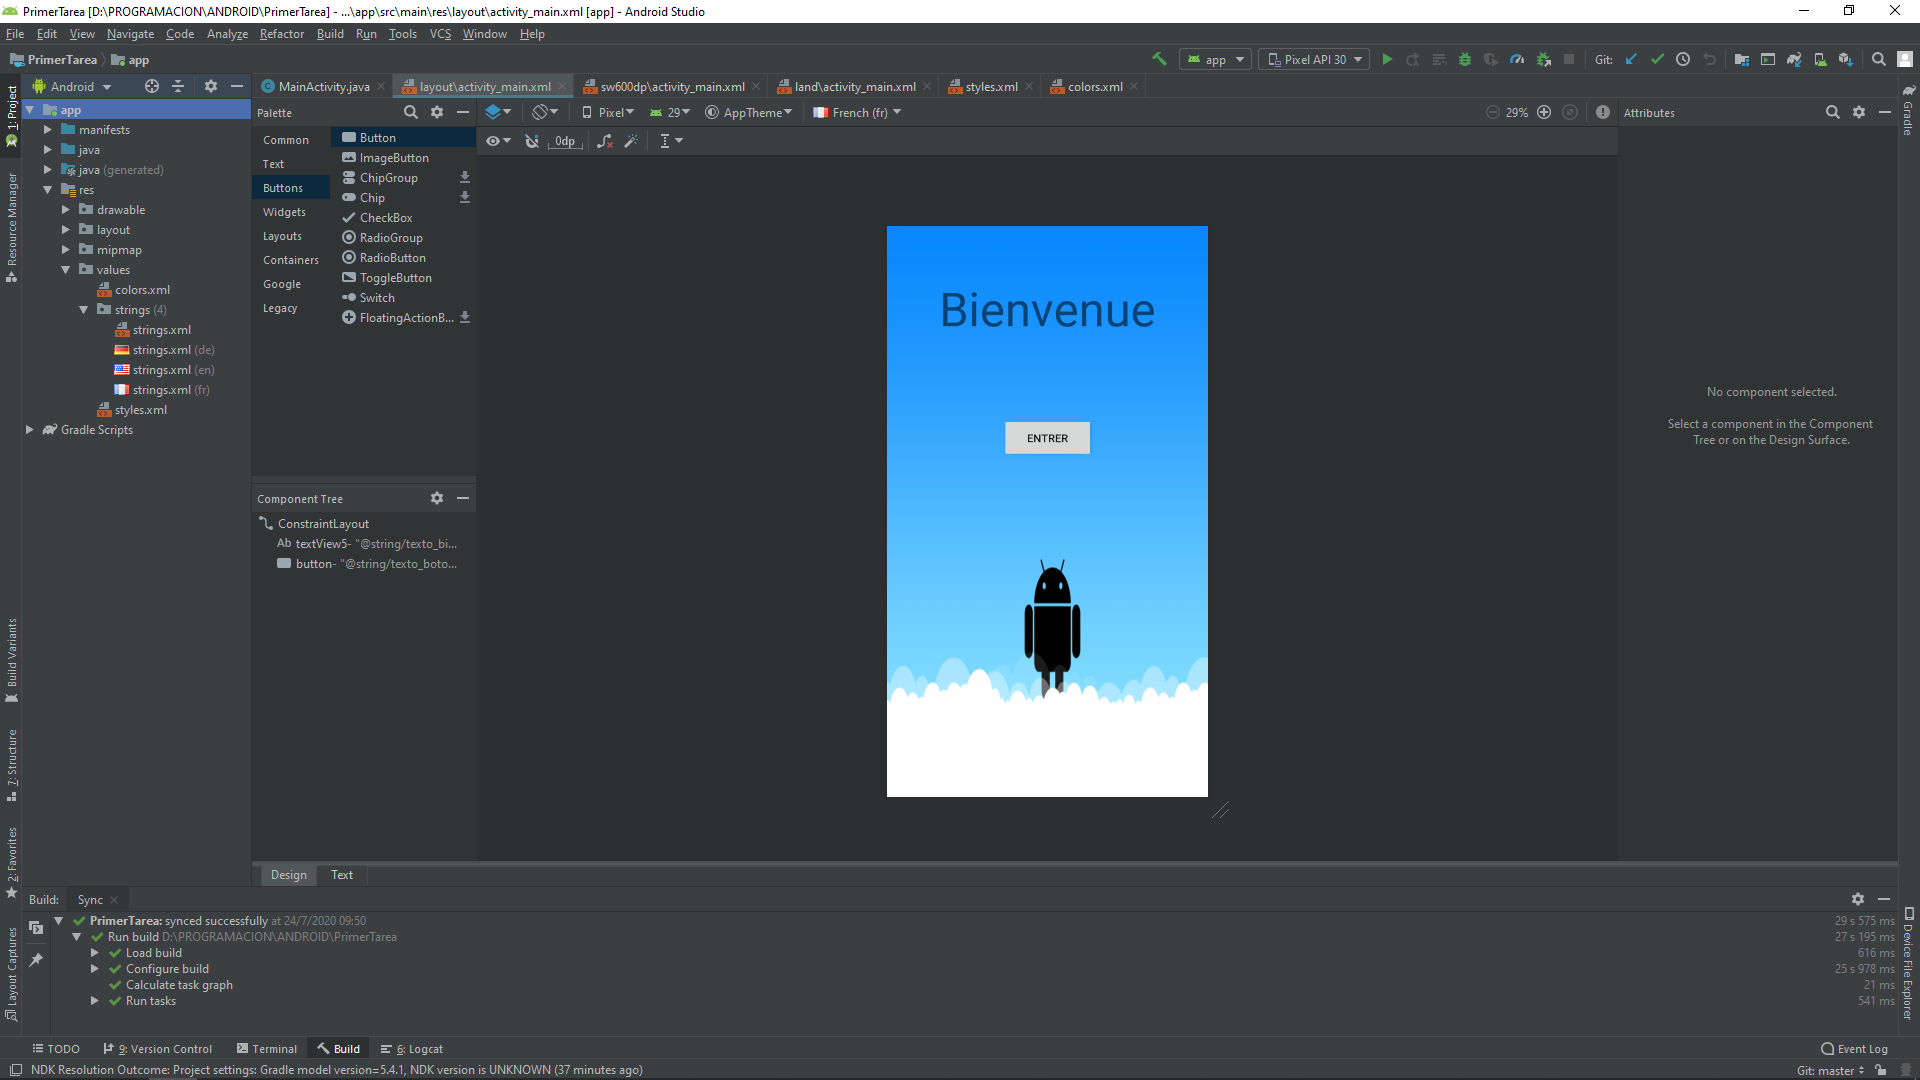 PrimerTarea [D:\PROGRAMACION\ANDROID\PrimerTarea] - ...\app\src\main\res\layout\activity_main.xml [app] - Android Studio
File Edit View Navigate Code Analyze Refactor Build Run Tools VCS Window Help
PrimerTarea app
app Pixel API 30 Git:
Android
MainActivity.java layout\activity_main.xml sw600dp\activity_main.xml land\activity_main.xml styles.xml colors.xml
Palette
Pixel 29 AppTheme French (fr) 29%
Attributes
0dp
1: Project
Resource Manager
Build Variants
7: Structure
2: Favorites
Layout Captures
app
manifests
java
java (generated)
res
drawable
layout
mipmap
values
colors.xml
strings (4)
strings.xml
strings.xml (de)
strings.xml (en)
strings.xml (fr)
styles.xml
Gradle Scripts
Common
Text
Buttons
Widgets
Layouts
Containers
Google
Legacy
Button
ImageButton
ChipGroup
Chip
CheckBox
RadioGroup
RadioButton
ToggleButton
Switch
FloatingActionB...
Component Tree
ConstraintLayout
Ab textView5- "@string/texto_bi...
button- "@string/texto_boto...
Bienvenue
ENTRER
No component selected.
Select a component in the Component
Tree or on the Design Surface.
Gradle
Device File Explorer
Design Text
Build: Sync
PrimerTarea: synced successfully at 24/7/2020 09:50 29 s 575 ms
Run build D:\PROGRAMACION\ANDROID\PrimerTarea 27 s 195 ms
Load build 616 ms
Configure build 25 s 978 ms
Calculate task graph 21 ms
Run tasks 541 ms
TODO 9: Version Control Terminal Build 6: Logcat Event Log
NDK Resolution Outcome: Project settings: Gradle model version=5.4.1, NDK version is UNKNOWN (37 minutes ago) Git: master